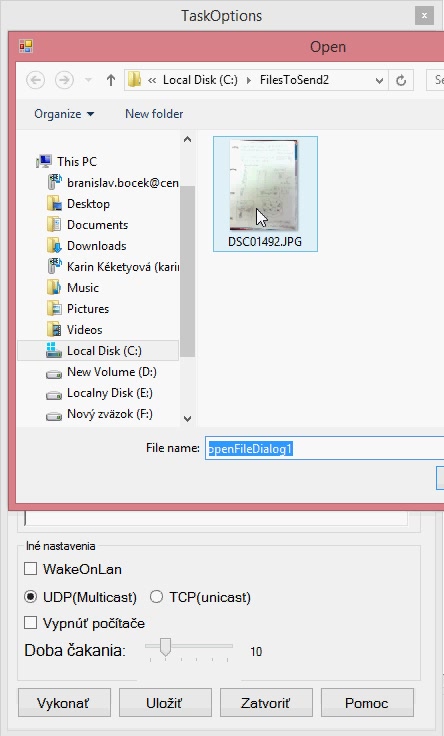 TaskOptions
x
Open
« Local Disk (C:) FilesToSend2
Se
Organize
New folder
This PC
branislav.bocek@cen
Desktop
Documents
Downloads
Karin Kéketyová (karin
Music
Pictures
Videos
Local Disk (C:)
New Volume (D:)
Localny Disk (E:)
Nový zväzok (F:)
DSC01492.JPG
File name:
openFileDialog1
Iné nastavenia
WakeOnLan
UDP(Multicast)
TCP(unicast)
Vypnúť počítače
Doba čakania:
10
Vykonať
Uložiť
Zatvoriť
Pomoc